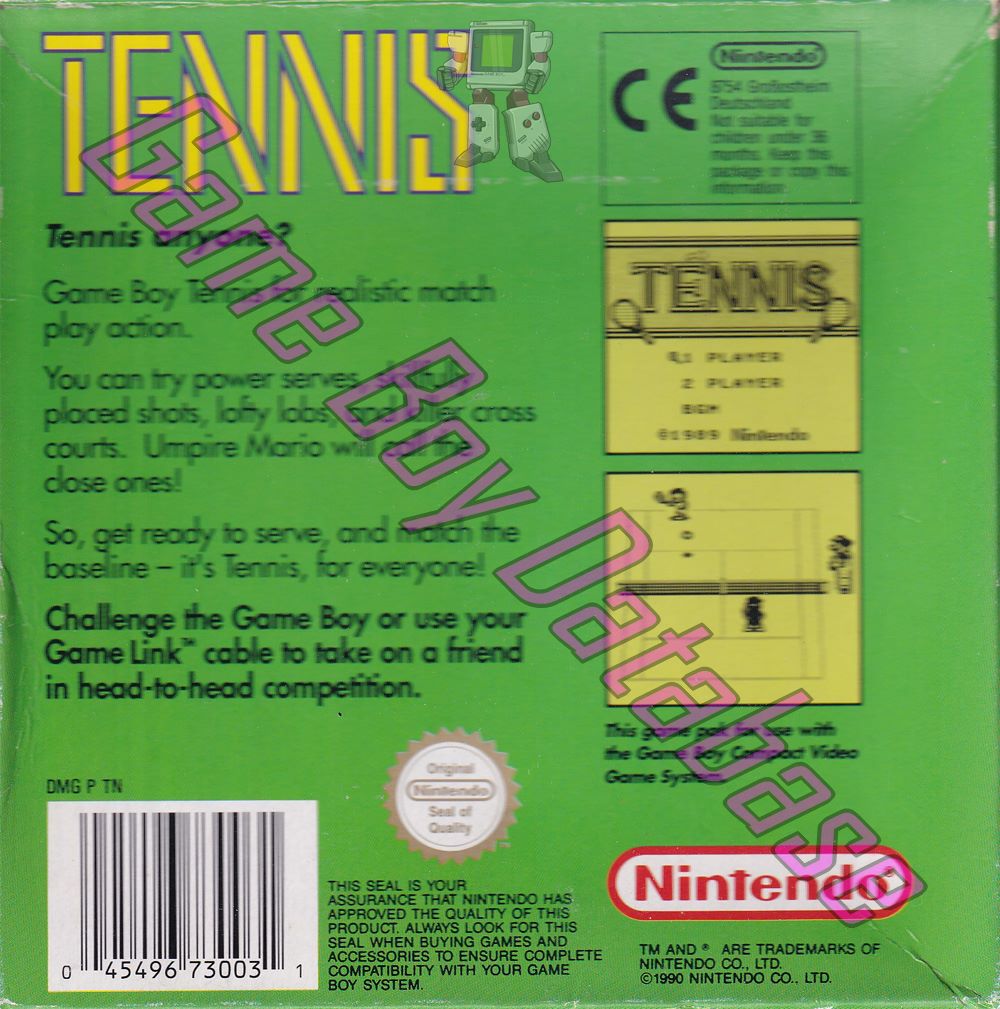 TENNIS
Tennis anyone?
Game Boy Tennis for realistic match
play action.
You can try power serves, skilfully
placed shots, lofty lobs, and killer cross
courts. Umpire Mario will call the
close ones!
So, get ready to serve, and match the
baseline – it's Tennis, for everyone!
Challenge the Game Boy or use your
Game Link™ cable to take on a friend
in head-to-head competition.
CE
Nintendo
Deutschland
Not suitable for
children under 36
months. Keep this
package or copy this
information
TENNIS
1 PLAYER
2 PLAYER
BGM
©1989 Nintendo
This game pak for use with
the Game Boy Compact Video
Game System
Game Boy Database
DMG P TN
0 45496 73003 1
Original
Nintendo
Seal of
Quality
™
THIS SEAL IS YOUR
ASSURANCE THAT NINTENDO HAS
APPROVED THE QUALITY OF THIS
PRODUCT. ALWAYS LOOK FOR THIS
SEAL WHEN BUYING GAMES AND
ACCESSORIES TO ENSURE COMPLETE
COMPATIBILITY WITH YOUR GAME
BOY SYSTEM.
Nintendo®
TM AND ® ARE TRADEMARKS OF
NINTENDO CO., LTD.
©1990 NINTENDO CO., LTD.